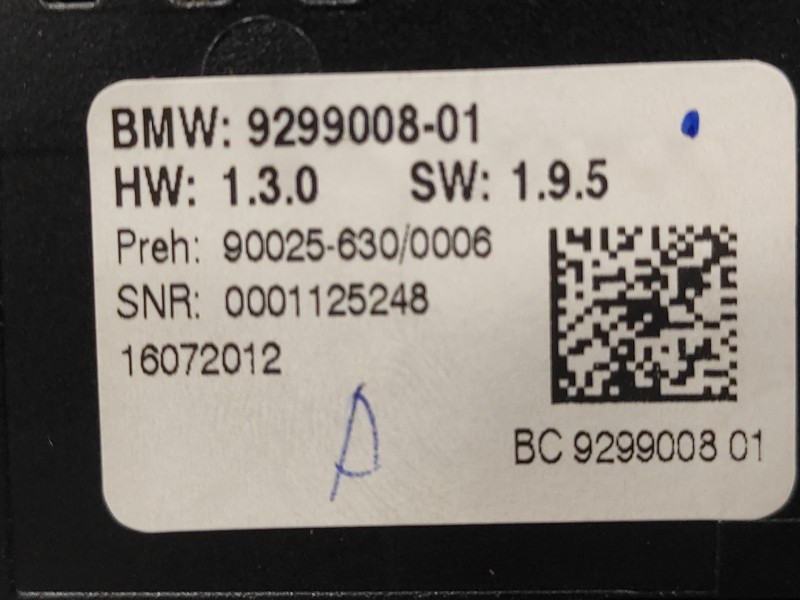 BMW: 9299008-01
HW: 1.3.0 SW: 1.9.5
Preh: 90025-630/0006
SNR: 0001125248
16072012
BC 9299008 01